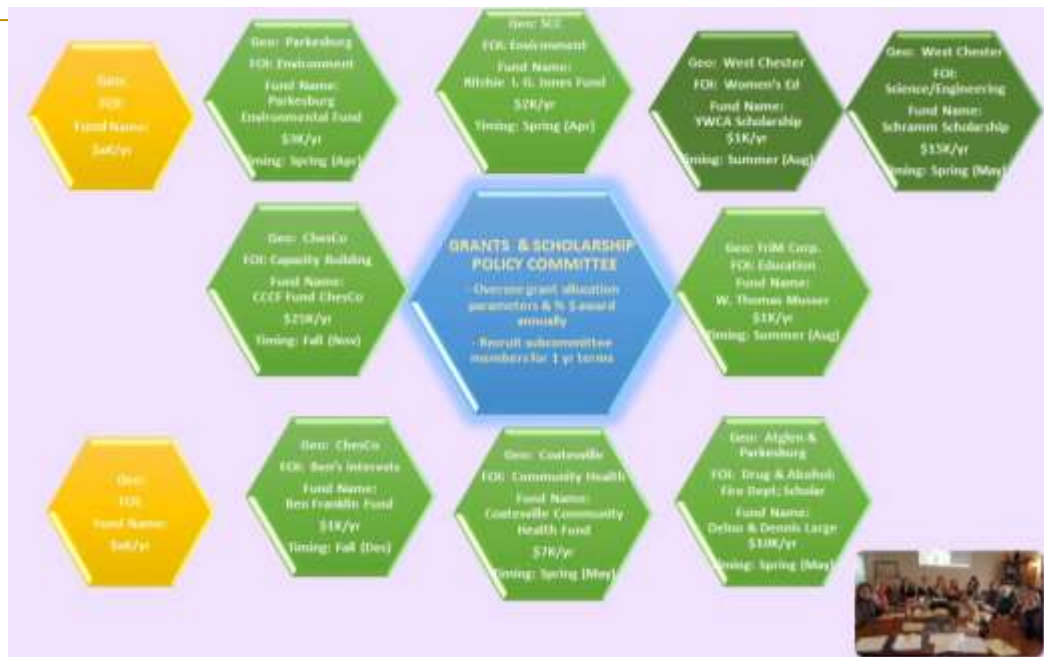 Geo:
FOI:
Fund Name:
Geo: Parkesburg
FOI: Environment
Fund Name:
Parkesburg
Environmental Fund
$3K/yr
Timing: Spring (Apr)
Geo: SCC
FOI: Environment
Fund Name:
Ritchie I. G. Jones Fund
$2K/yr
Timing: Spring (Apr)
Geo: West Chester
FOI: Women's Ed
Fund Name:
YWCA Scholarship
$1K/yr
Timing: Summer (Aug)
Geo: West Chester
FOI:
Science/Engineering
Fund Name:
Schramm Scholarship
$15K/yr
Timing: Spring (May)
Geo: ChesCo
FOI: Capacity Building
Fund Name:
CCCF Fund ChesCo
$25K/yr
Timing: Fall (Nov)
GRANTS & SCHOLARSHIP
POLICY COMMITTEE
- Oversee grant allocation
parameters & % $ award
annually
- Recruit subcommittee
members for 1 yr terms
Geo: FriM Corp.
FOI: Education
Fund Name:
W. Thomas Musser
$1K/yr
Timing: Summer (Aug)
Geo:
FOI:
Fund Name:
Geo: ChesCo
FOI: Ben's interests
Fund Name:
Ben Franklin Fund
$1K/yr
Timing: Fall (Dec)
Geo: Coatesville
FOI: Community Health
Fund Name:
Coatesville Community
Health Fund
$7K/yr
Timing: Spring (May)
Geo: Atglen &
Parkesburg
FOI: Drug & Alcohol;
Fire Dept; Scholar
Fund Name:
& Dennis Large
$10K/yr
Timing: Spring (May)